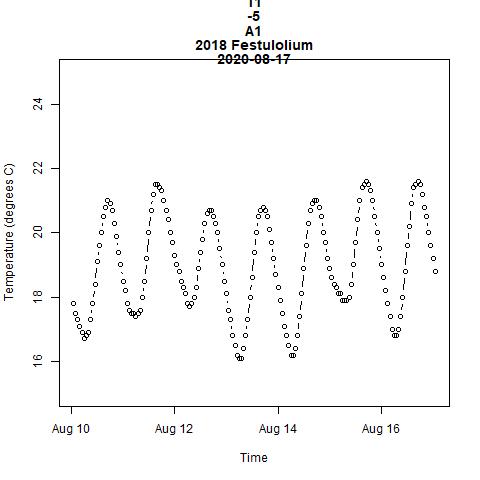 -5
A1
2018 Festulolium
2020-08-17
Temperature (degrees C)
24
22
20
18
16
Aug 10
Aug 12
Aug 14
Aug 16
Time